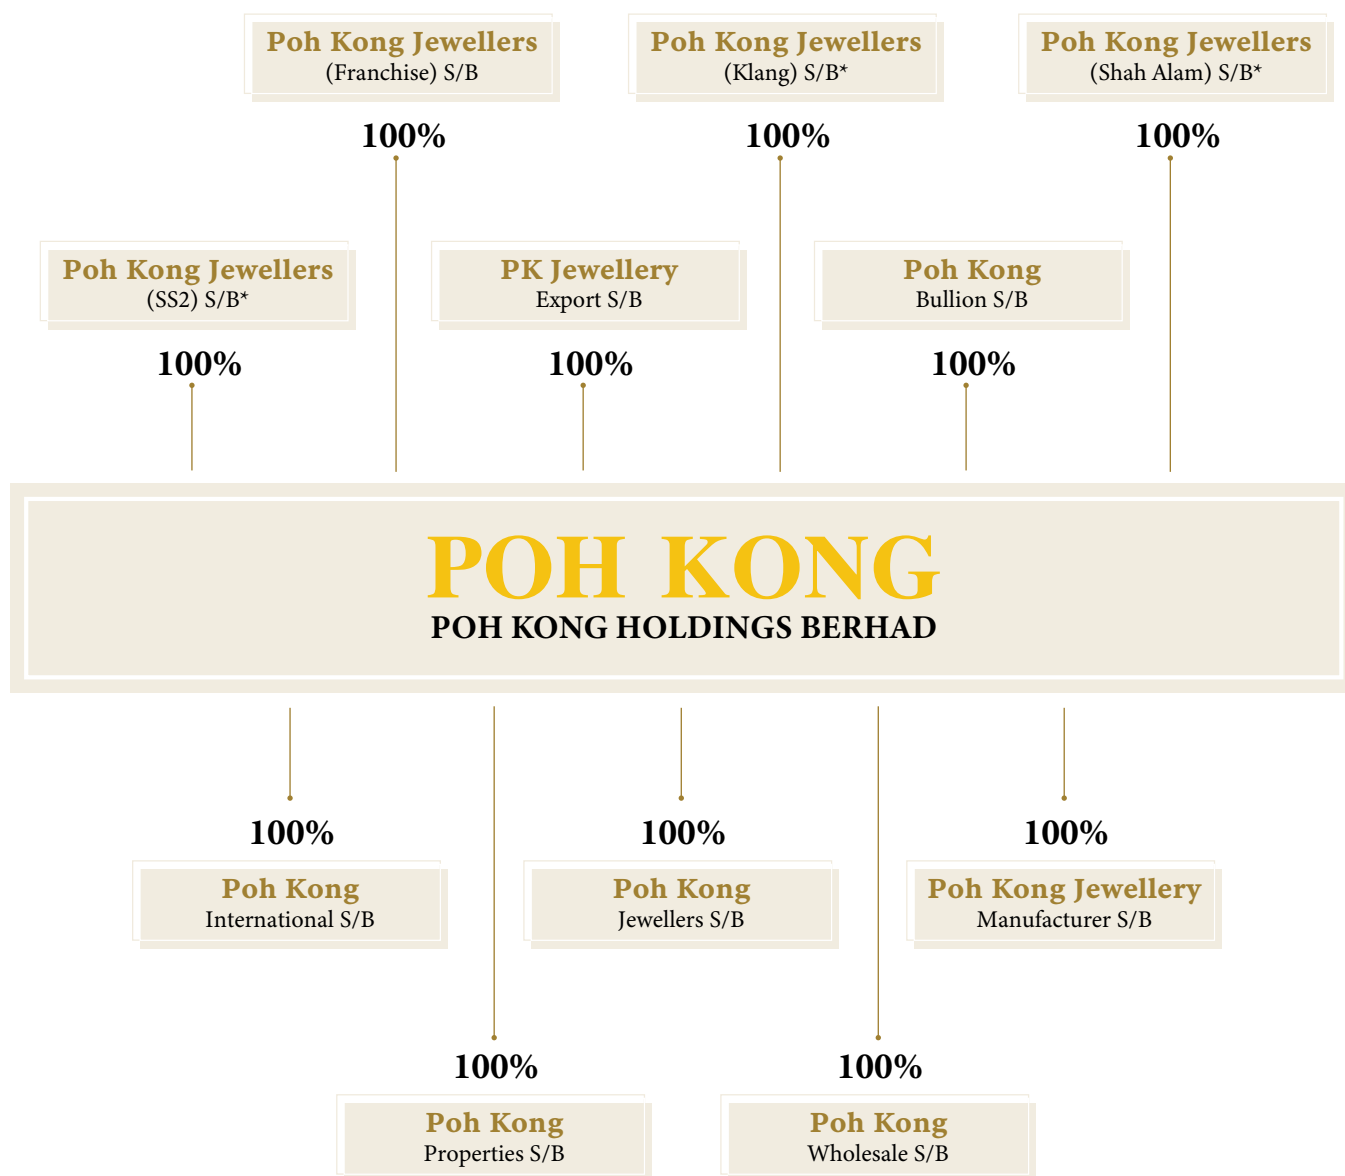 Poh Kong Jewellers
(Franchise) S/B
100%
Poh Kong Jewellers
(Klang) S/B*
100%
Poh Kong Jewellers
(Shah Alam) S/B*
100%
Poh Kong Jewellers
(SS2) S/B*
100%
PK Jewellery
Export S/B
100%
Poh Kong
Bullion S/B
100%
POH KONG
POH KONG HOLDINGS BERHAD
100%
Poh Kong
International S/B
100%
Poh Kong
Jewellers S/B
100%
Poh Kong Jewellery
Manufacturer S/B
100%
Poh Kong
Properties S/B
100%
Poh Kong
Wholesale S/B